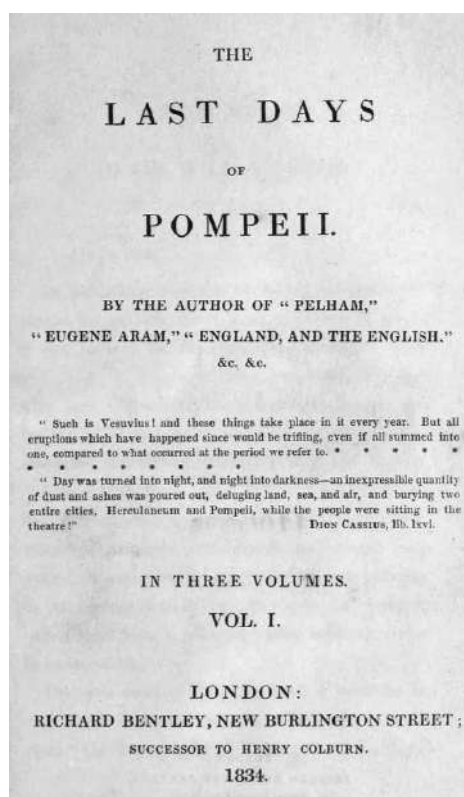 THE
LAST DAYS
OF
POMPEII.
BY THE AUTHOR OF “ PELHAM,”
“ EUGENE ARAM,” “ ENGLAND, AND THE ENGLISH.”
&c. &c.
“ Such is Vesuvius! and these things take place in it every year. But all
eruptions which have happened since would be trifling, even if all summed into
one, compared to what occurred at the period we refer to. * * * * *
* * * * * * * *
“ Day was turned into night, and night into darkness—an inexpressible quantity
of dust and ashes was poured out, deluging land, sea, and air, and burying two
entire cities, Herculaneum and Pompeii, while the people were sitting in the
theatre!” DION CASSIUS, lib. lxvi.
IN THREE VOLUMES.
VOL. I.
LONDON:
RICHARD BENTLEY, NEW BURLINGTON STREET;
SUCCESSOR TO HENRY COLBURN.
1834.